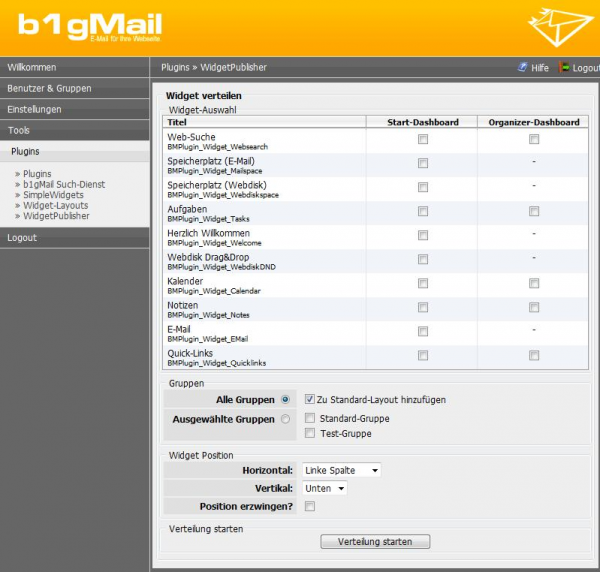 b1gMail
E-Mail für Ihre Webseite.
Willkommen
Benutzer & Gruppen
Einstellungen
Tools
Plugins
» Plugins
» b1gMail Such-Dienst
» SimpleWidgets
» Widget-Layouts
» WidgetPublisher
Logout
Plugins » WidgetPublisher
Hilfe
Logout
Widget verteilen
Widget-Auswahl
Titel Start-Dashboard Organizer-Dashboard
Web-Suche
BMPlugin_Widget_Websearch
Speicherplatz (E-Mail) -
BMPlugin_Widget_Mailspace
Speicherplatz (Webdisk) -
BMPlugin_Widget_Webdiskspace
Aufgaben
BMPlugin_Widget_Tasks
Herzlich Willkommen -
BMPlugin_Widget_Welcome
Webdisk Drag&Drop -
BMPlugin_Widget_WebdiskDND
Kalender
BMPlugin_Widget_Calendar
Notizen
BMPlugin_Widget_Notes
E-Mail -
BMPlugin_Widget_EMail
Quick-Links
BMPlugin_Widget_Quicklinks
Gruppen
Alle Gruppen Zu Standard-Layout hinzufügen
Ausgewählte Gruppen Standard-Gruppe
Test-Gruppe
Widget Position
Horizontal: Linke Spalte
Vertikal: Unten
Position erzwingen?
Verteilung starten
Verteilung starten